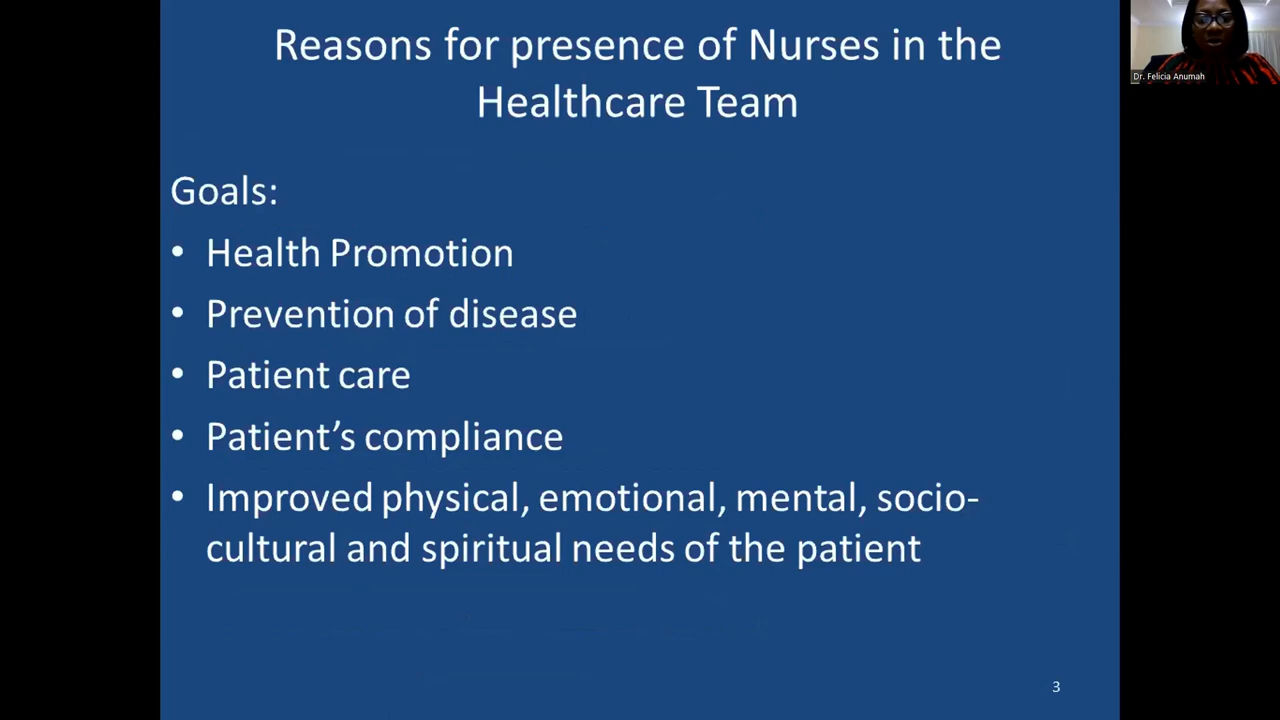 Reasons for presence of Nurses in the
Healthcare Team
Dr. Felicia Anumah
Goals:
• Health Promotion
• Prevention of disease
• Patient care
• Patient’s compliance
• Improved physical, emotional, mental, socio-
cultural and spiritual needs of the patient
3